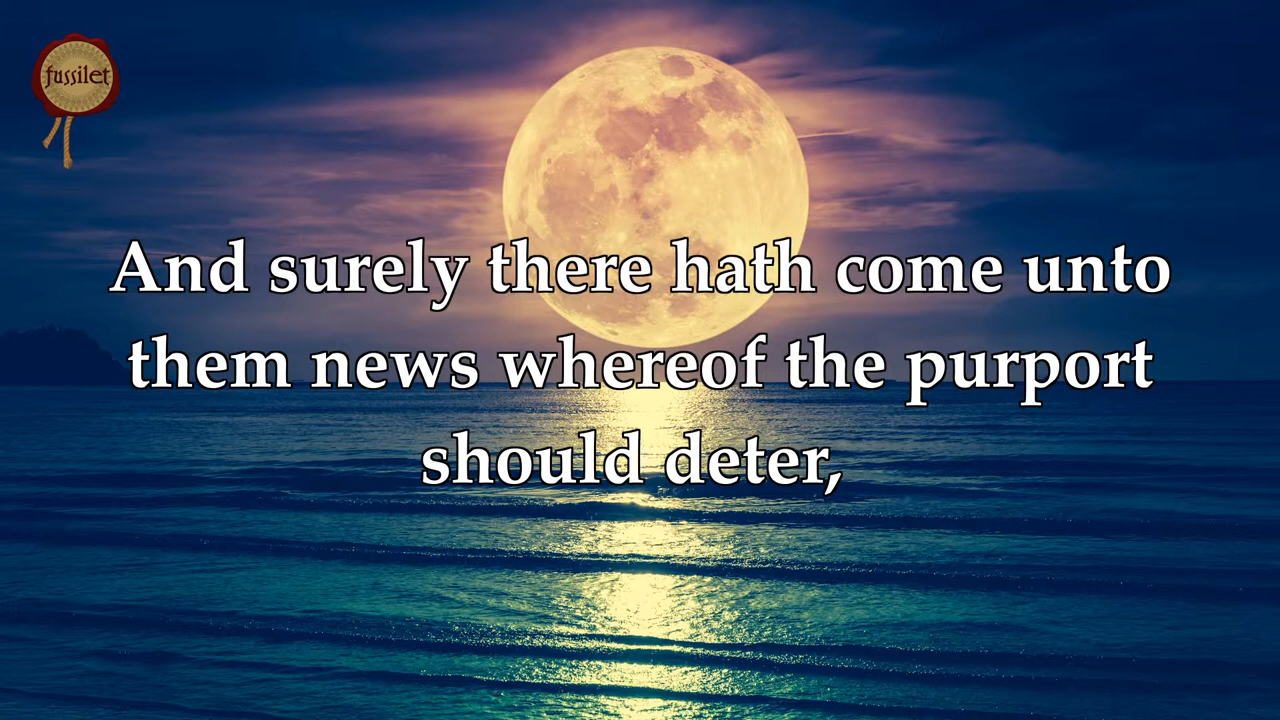 fussilet
And surely there hath come unto
them news whereof the purport
should deter,